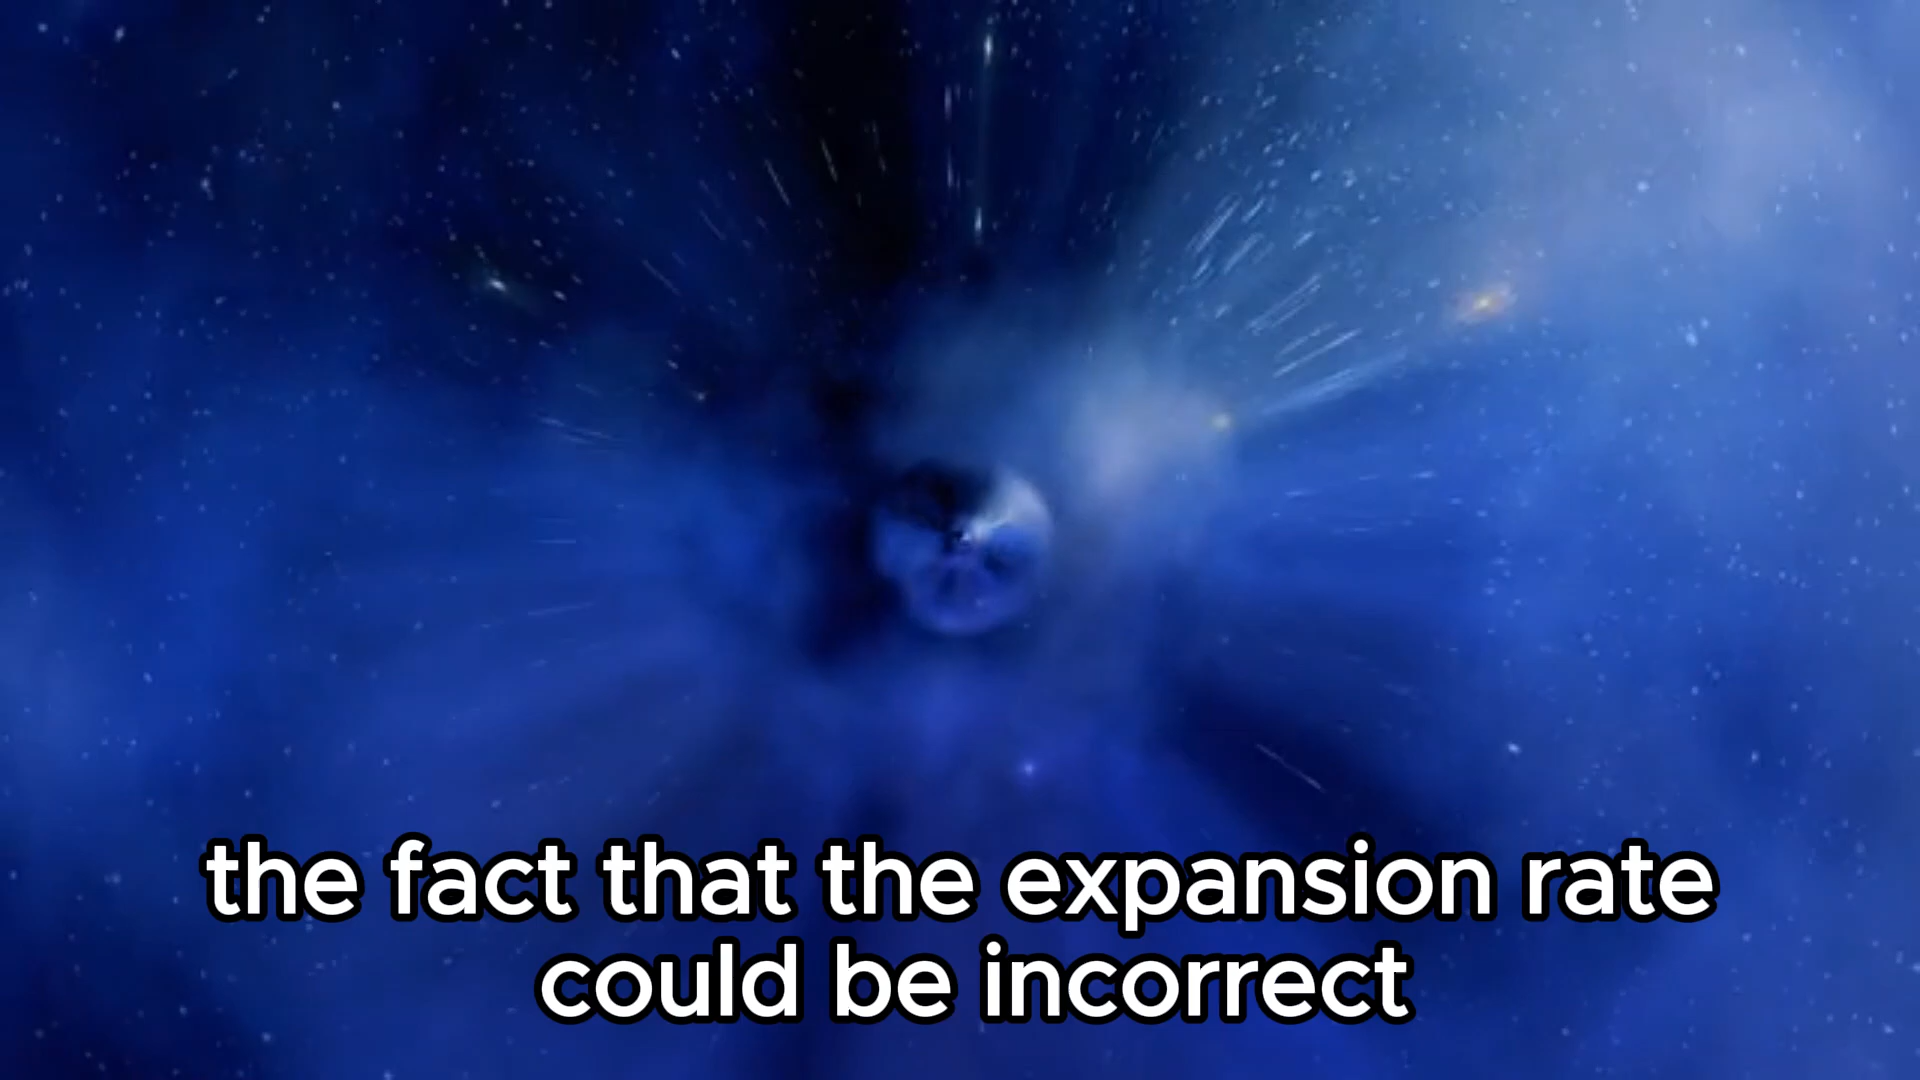 the fact that the expansion rate
could be incorrect